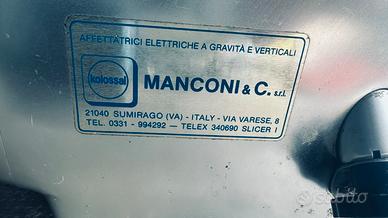 AFFETTATRICI ELETTRICHE A GRAVITÀ E VERTICALI
kolossal
MANCONI & C. s.r.l.
21040 SUMIRAGO (VA) - ITALY - VIA VARESE, 8
TEL. 0331 - 994292 — TELEX 340690 SLICER I
subito